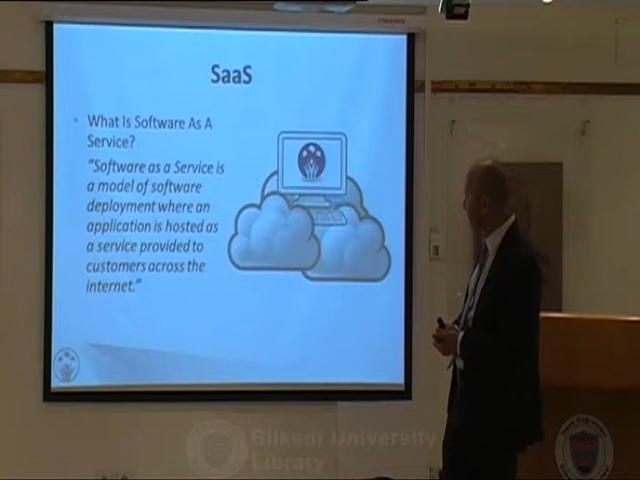 SaaS
• What Is Software As A
Service?
"Software as a Service is
a model of software
deployment where an
application is hosted as
a service provided to
customers across the
internet."
Bilkent University
Library